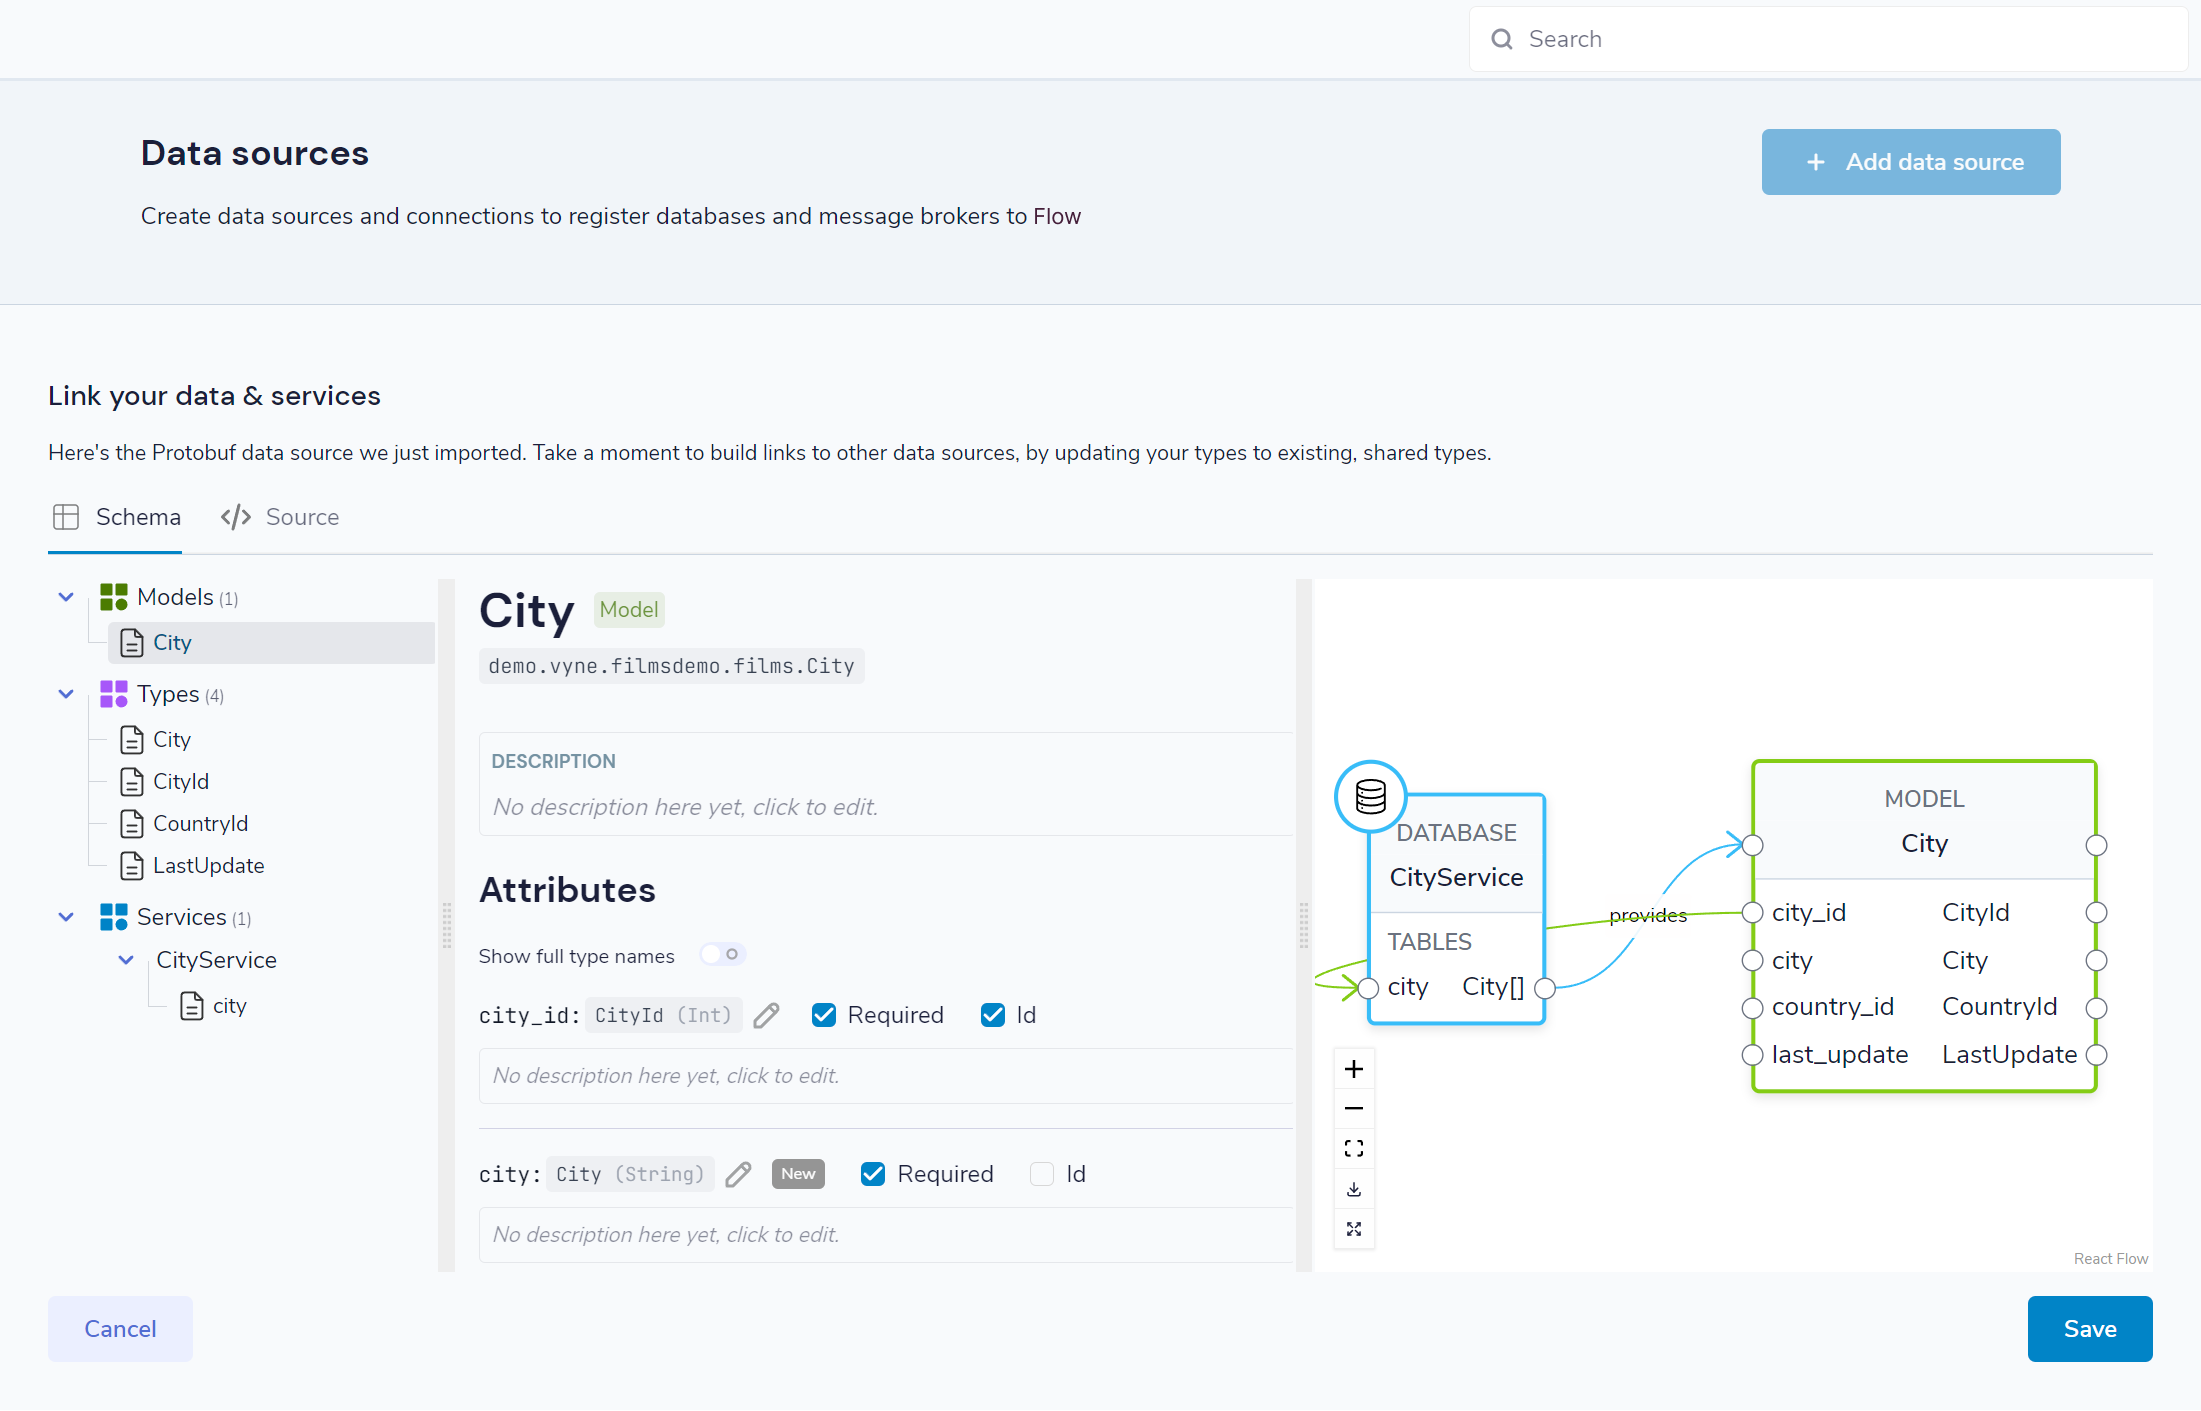 Search
Data sources
Add data source
Create data sources and connections to register databases and message brokers to Flow
Link your data & services
Here's the Protobuf data source we just imported. Take a moment to build links to other data sources, by updating your types to existing, shared types.
Schema
Source
Models (1)
City
Types (4)
City
CityId
CountryId
LastUpdate
Services (1)
CityService
city
City Model
demo.vyne.filmsdemo.films.City
DESCRIPTION
No description here yet, click to edit.
Attributes
Show full type names
city_id: CityId (Int) Required Id
No description here yet, click to edit.
city: City (String) New Required Id
No description here yet, click to edit.
DATABASE
CityService
TABLES
city City[]
provides
MODEL
City
city_id CityId
city City
country_id CountryId
last_update LastUpdate
React Flow
Cancel
Save